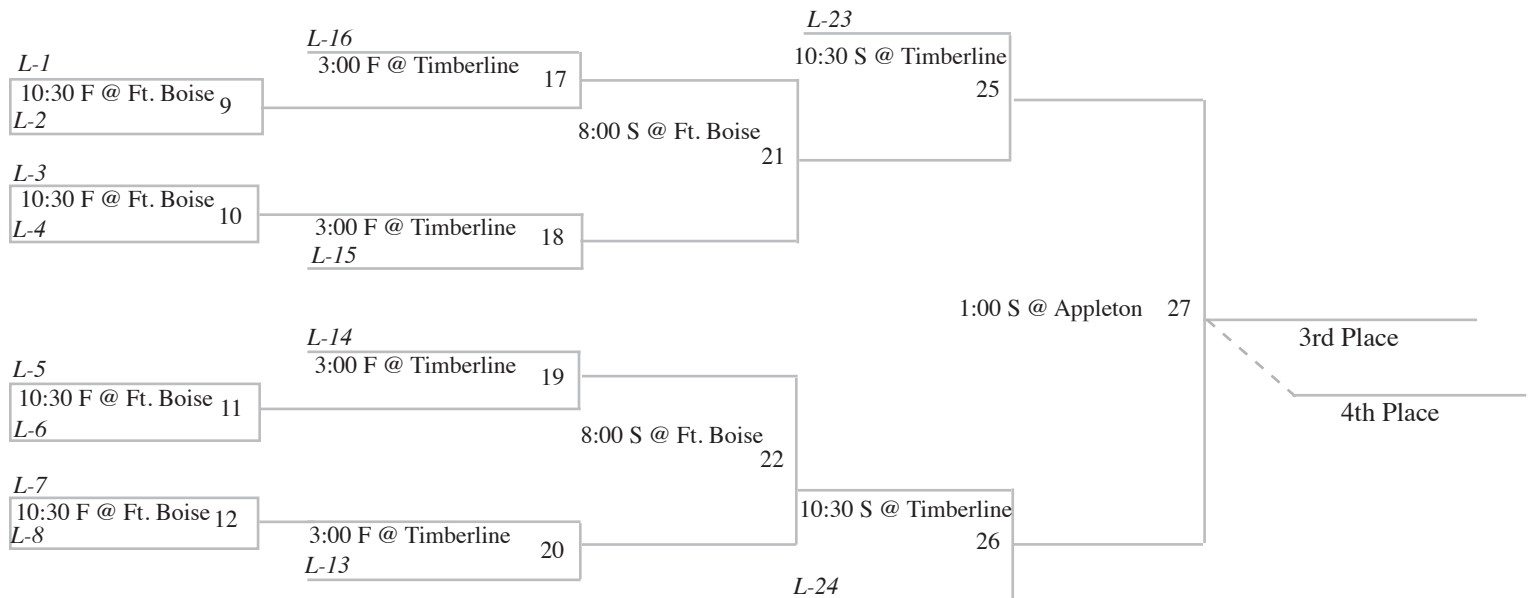 L-23
L-16
10:30 S @ Timberline
25
L-1
3:00 F @ Timberline
17
10:30 F @ Ft. Boise
9
L-2
8:00 S @ Ft. Boise
21
L-3
10:30 F @ Ft. Boise
10
L-4
3:00 F @ Timberline
18
L-15
1:00 S @ Appleton
27
3rd Place
4th Place
L-14
3:00 F @ Timberline
19
L-5
10:30 F @ Ft. Boise
11
L-6
8:00 S @ Ft. Boise
22
L-7
10:30 F @ Ft. Boise
12
L-8
3:00 F @ Timberline
20
L-13
10:30 S @ Timberline
26
L-24